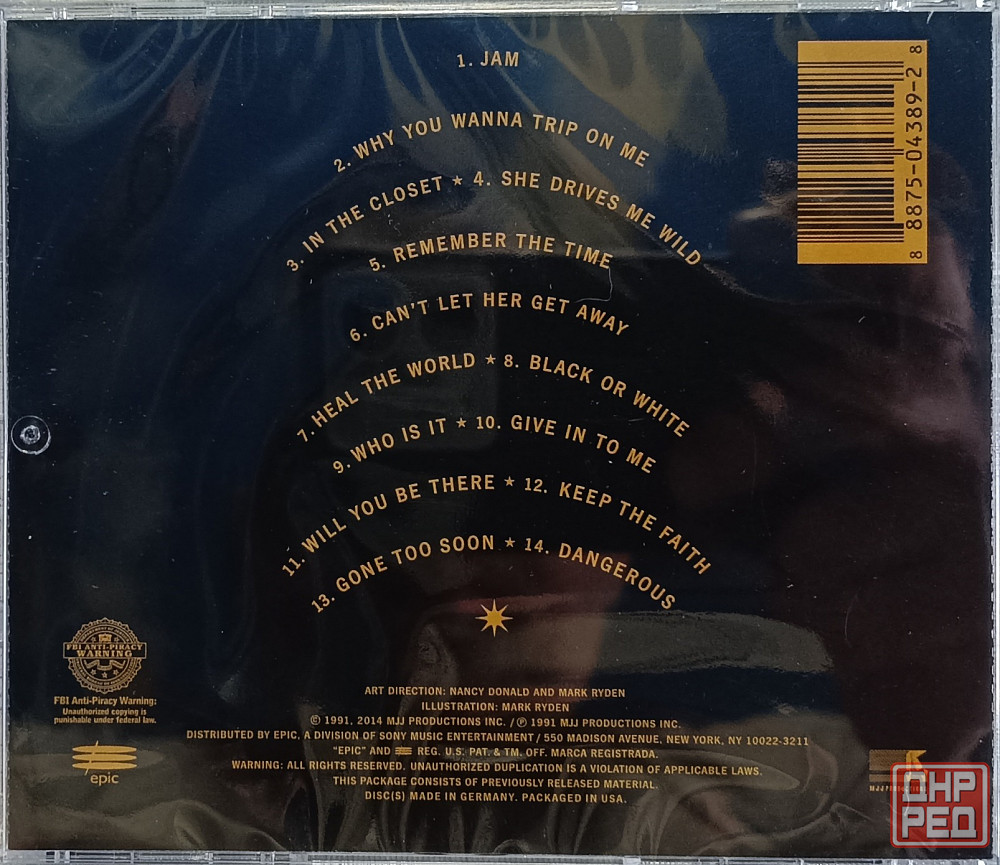 1. JAM
2. WHY YOU WANNA TRIP ON ME
3. IN THE CLOSET ★ 4. SHE DRIVES ME WILD
5. REMEMBER THE TIME
6. CAN'T LET HER GET AWAY
7. HEAL THE WORLD ★ 8. BLACK OR WHITE
9. WHO IS IT ★ 10. GIVE IN TO ME
11. WILL YOU BE THERE ★ 12. KEEP THE FAITH
13. GONE TOO SOON ★ 14. DANGEROUS
8 8875-04389-2 8
FBI ANTI-PIRACY
WARNING
FBI Anti-Piracy Warning:
Unauthorized copying is
punishable under federal law.
epic
ART DIRECTION: NANCY DONALD AND MARK RYDEN
ILLUSTRATION: MARK RYDEN
© 1991, 2014 MJJ PRODUCTIONS INC. / ℗ 1991 MJJ PRODUCTIONS INC.
DISTRIBUTED BY EPIC, A DIVISION OF SONY MUSIC ENTERTAINMENT / 550 MADISON AVENUE, NEW YORK, NY 10022-3211
"EPIC" AND REG. U.S. PAT. & TM. OFF. MARCA REGISTRADA.
WARNING: ALL RIGHTS RESERVED. UNAUTHORIZED DUPLICATION IS A VIOLATION OF APPLICABLE LAWS.
THIS PACKAGE CONSISTS OF PREVIOUSLY RELEASED MATERIAL.
DISC(S) MADE IN GERMANY. PACKAGED IN USA.
MJJ